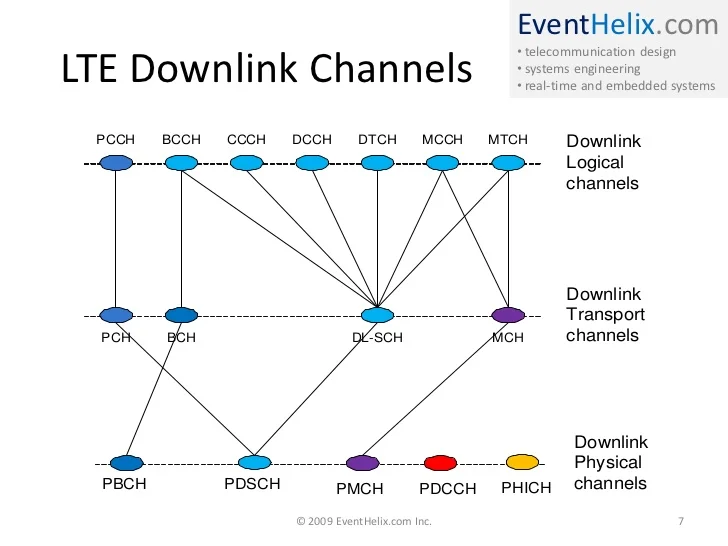 EventHelix.com
• telecommunication design
• systems engineering
• real-time and embedded systems
LTE Downlink Channels
PCCH BCCH CCCH DCCH DTCH MCCH MTCH
Downlink
Logical
channels
Downlink
Transport
channels
PCH BCH DL-SCH MCH
Downlink
Physical
channels
PBCH PDSCH PMCH PDCCH PHICH
© 2009 EventHelix.com Inc.
7